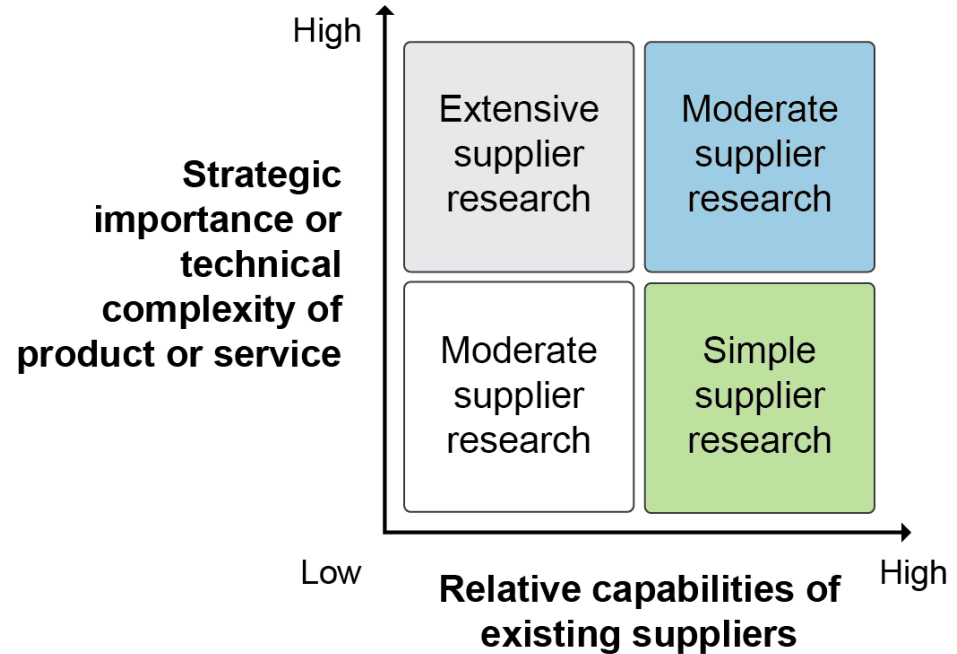 High
Strategic
importance or
technical
complexity of
product or service
Extensive
supplier
research
Moderate
supplier
research
Moderate
supplier
research
Simple
supplier
research
Low
Relative capabilities of
existing suppliers
High